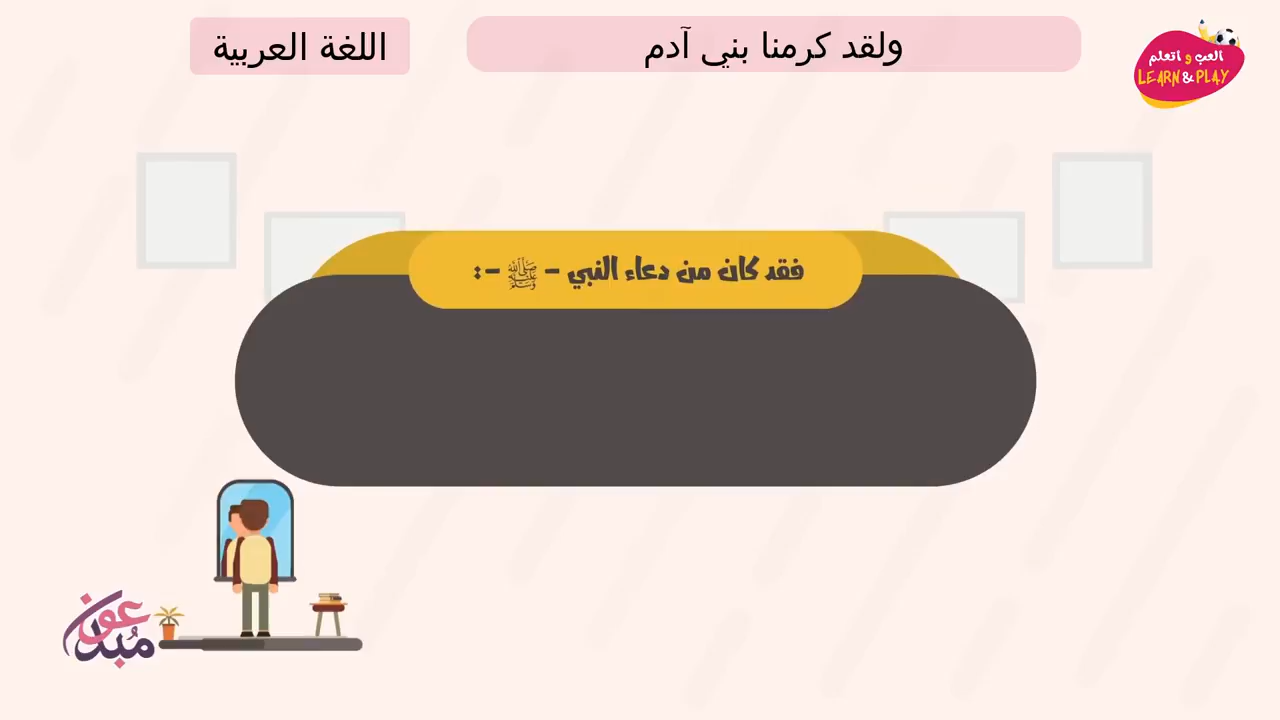 ولقد كرمنا بني آدم
اللغة العربية
العب و اتعلم
LEARN & PLAY
فقد كان من دعاء النبي - ﷺ - :
مُبدعون